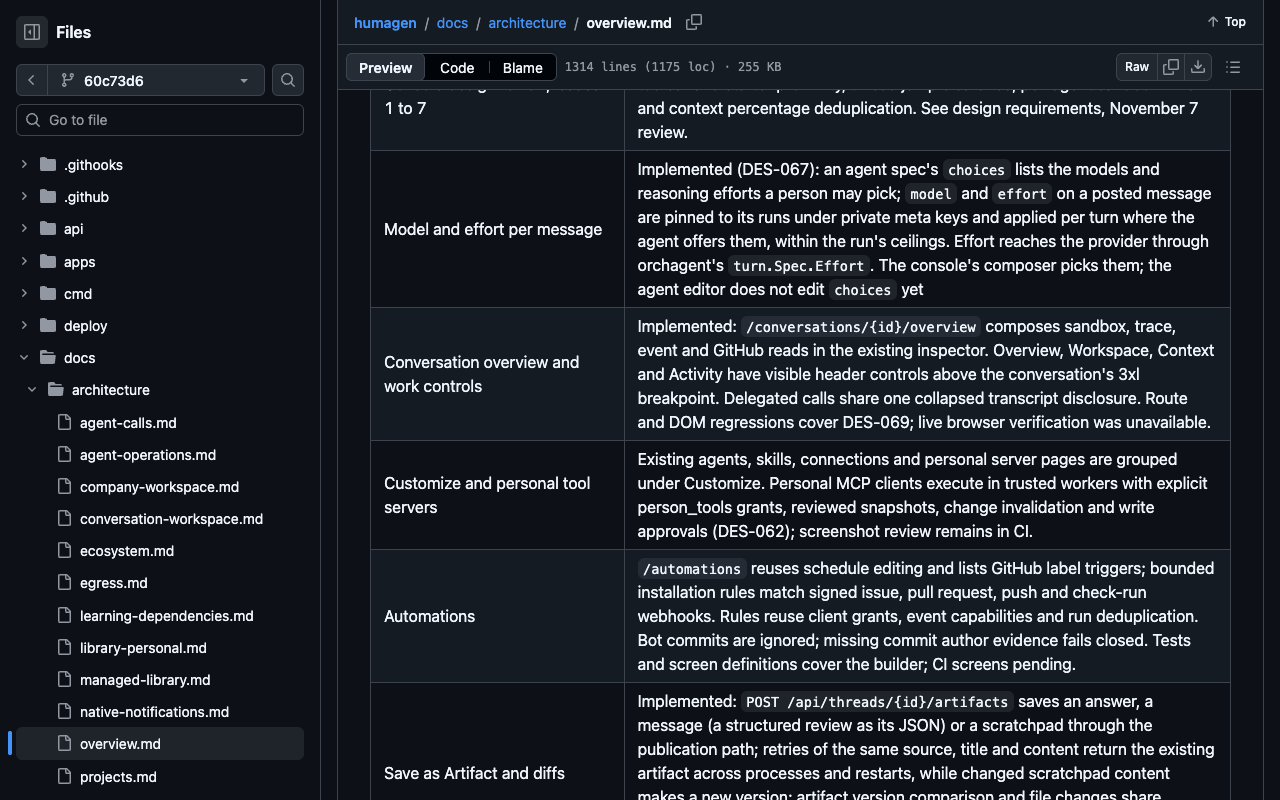 Files
60c73d6
Go to file
.githooks
.github
api
apps
cmd
deploy
docs
architecture
agent-calls.md
agent-operations.md
company-workspace.md
conversation-workspace.md
ecosystem.md
egress.md
learning-dependencies.md
library-personal.md
managed-library.md
native-notifications.md
overview.md
projects.md
humagen / docs / architecture / overview.md
Top
Preview Code Blame 1314 lines (1175 loc) · 255 KB
Raw
1 to 7
and context percentage deduplication. See design requirements, November 7
review.
Model and effort per message
Implemented (DES-067): an agent spec's choices lists the models and
reasoning efforts a person may pick; model and effort on a posted message
are pinned to its runs under private meta keys and applied per turn where the
agent offers them, within the run's ceilings. Effort reaches the provider through
orchagent's turn.Spec.Effort. The console's composer picks them; the
agent editor does not edit choices yet
Conversation overview and
work controls
Implemented: /conversations/{id}/overview composes sandbox, trace,
event and GitHub reads in the existing inspector. Overview, Workspace, Context
and Activity have visible header controls above the conversation's 3xl
breakpoint. Delegated calls share one collapsed transcript disclosure. Route
and DOM regressions cover DES-069; live browser verification was unavailable.
Customize and personal tool
servers
Existing agents, skills, connections and personal server pages are grouped
under Customize. Personal MCP clients execute in trusted workers with explicit
person_tools grants, reviewed snapshots, change invalidation and write
approvals (DES-062); screenshot review remains in CI.
Automations
/automations reuses schedule editing and lists GitHub label triggers; bounded
installation rules match signed issue, pull request, push and check-run
webhooks. Rules reuse client grants, event capabilities and run deduplication.
Bot commits are ignored; missing commit author evidence fails closed. Tests
and screen definitions cover the builder; CI screens pending.
Save as Artifact and diffs
Implemented: POST /api/threads/{id}/artifacts saves an answer, a
message (a structured review as its JSON) or a scratchpad through the
publication path; retries of the same source, title and content return the existing
artifact across processes and restarts, while changed scratchpad content
makes a new version; artifact version comparison and file changes share